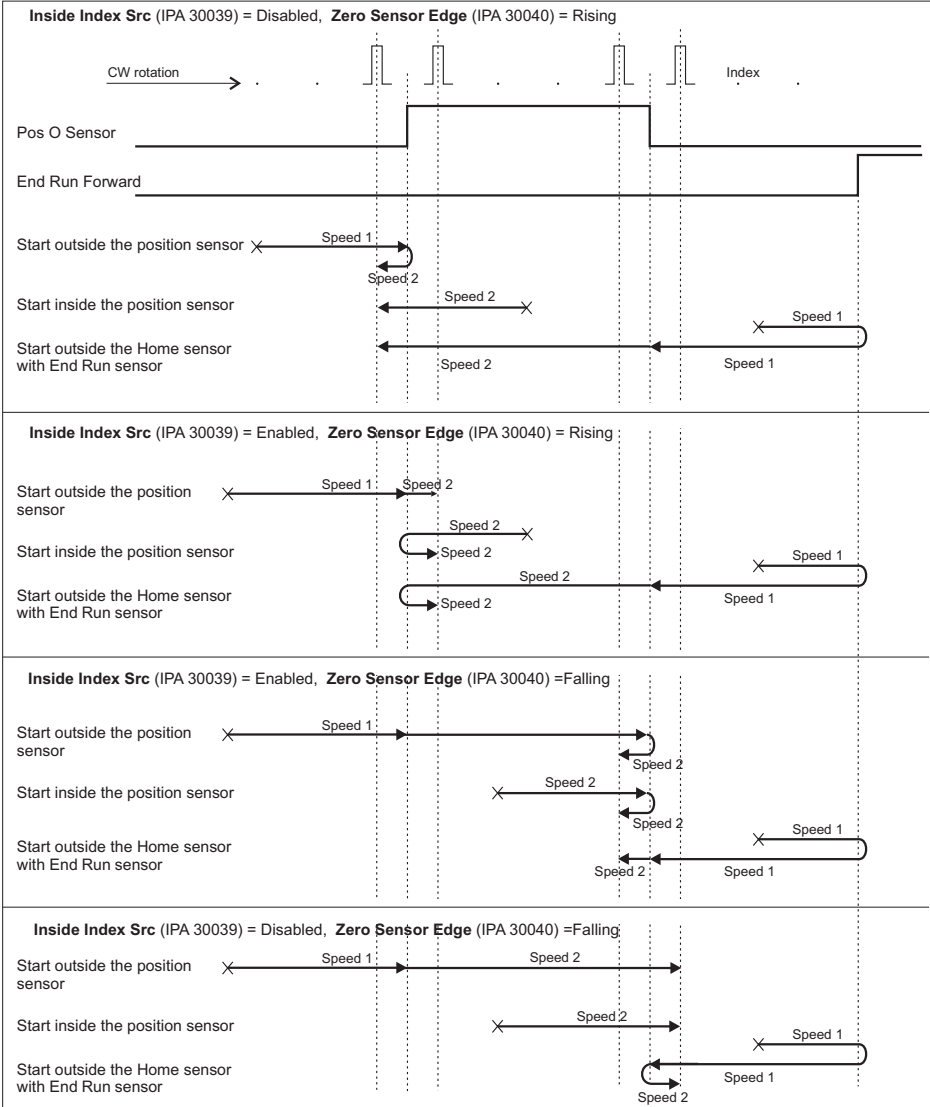 Inside Index Src (IPA 30039) = Disabled, Zero Sensor Edge (IPA 30040) = Rising
CW rotation
Index
Pos O Sensor
End Run Forward
Start outside the position sensor
Speed 1
Speed 2
Start inside the position sensor
Speed 2
Speed 1
Start outside the Home sensor
with End Run sensor
Speed 2
Speed 1
Inside Index Src (IPA 30039) = Enabled, Zero Sensor Edge (IPA 30040) = Rising
Start outside the position
sensor
Speed 1
Speed 2
Speed 2
Start inside the position sensor
Speed 2
Speed 1
Start outside the Home sensor
with End Run sensor
Speed 2
Speed 2
Speed 1
Inside Index Src (IPA 30039) = Enabled, Zero Sensor Edge (IPA 30040) =Falling
Start outside the position
sensor
Speed 1
Speed 2
Start inside the position sensor
Speed 2
Speed 2
Start outside the Home sensor
with End Run sensor
Speed 1
Speed 2
Speed 1
Inside Index Src (IPA 30039) = Disabled, Zero Sensor Edge (IPA 30040) =Falling
Start outside the position
sensor
Speed 1
Speed 2
Start inside the position sensor
Speed 2
Speed 1
Start outside the Home sensor
with End Run sensor
Speed 1
Speed 2